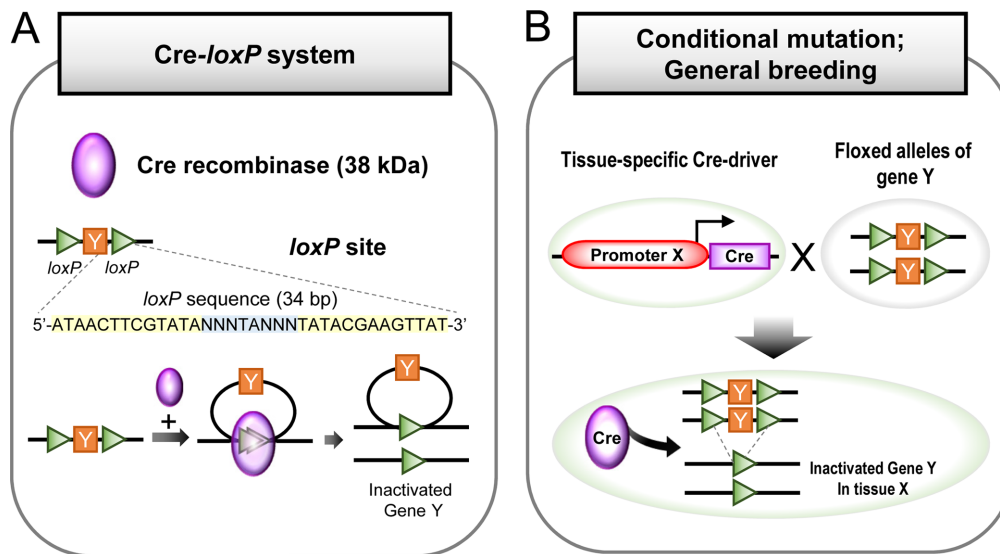 A
Cre-loxP system
Cre recombinase (38 kDa)
Y
loxP
loxP
loxP site
loxP sequence (34 bp)
5'-ATAACTTCGTATANNNTANNNTATACGAAGTTAT-3'
Y
+
Y
Y
Inactivated
Gene Y
B
Conditional mutation;
General breeding
Tissue-specific Cre-driver
Floxed alleles of
gene Y
Promoter X
Cre
X
Y
Y
Y
Y
Cre
Inactivated Gene Y
In tissue X